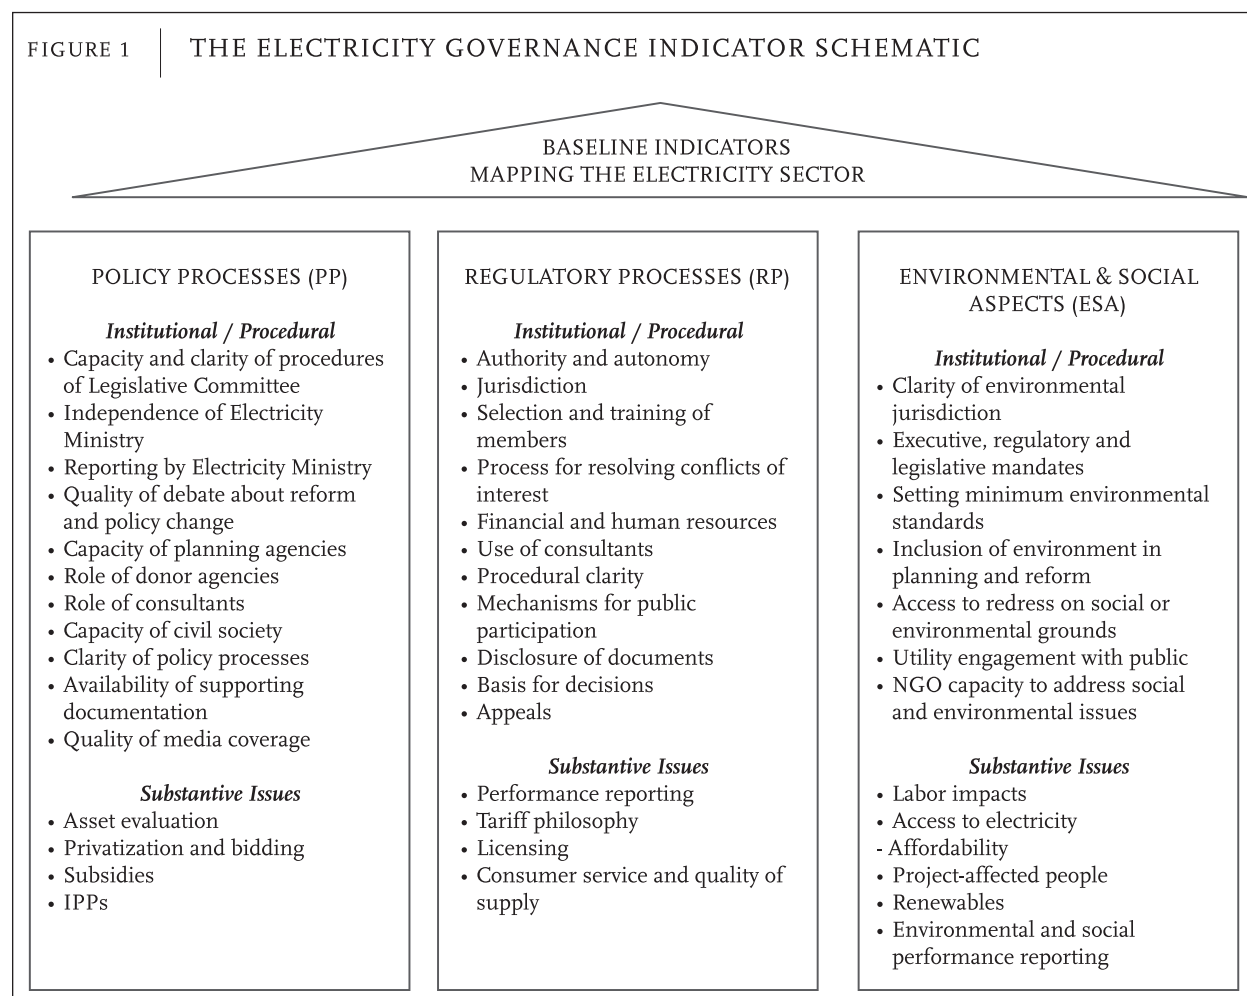 FIGURE 1
THE ELECTRICITY GOVERNANCE INDICATOR SCHEMATIC
BASELINE INDICATORS
MAPPING THE ELECTRICITY SECTOR
POLICY PROCESSES (PP)
Institutional / Procedural
• Capacity and clarity of procedures
of Legislative Committee
• Independence of Electricity
Ministry
• Reporting by Electricity Ministry
• Quality of debate about reform
and policy change
• Capacity of planning agencies
• Role of donor agencies
• Role of consultants
• Capacity of civil society
• Clarity of policy processes
• Availability of supporting
documentation
• Quality of media coverage
Substantive Issues
• Asset evaluation
• Privatization and bidding
• Subsidies
• IPPs
REGULATORY PROCESSES (RP)
Institutional / Procedural
• Authority and autonomy
• Jurisdiction
• Selection and training of
members
• Process for resolving conflicts of
interest
• Financial and human resources
• Use of consultants
• Procedural clarity
• Mechanisms for public
participation
• Disclosure of documents
• Basis for decisions
• Appeals
Substantive Issues
• Performance reporting
• Tariff philosophy
• Licensing
• Consumer service and quality of
supply
ENVIRONMENTAL & SOCIAL
ASPECTS (ESA)
Institutional / Procedural
• Clarity of environmental
jurisdiction
• Executive, regulatory and
legislative mandates
• Setting minimum environmental
standards
• Inclusion of environment in
planning and reform
• Access to redress on social or
environmental grounds
• Utility engagement with public
• NGO capacity to address social
and environmental issues
Substantive Issues
• Labor impacts
• Access to electricity
- Affordability
• Project-affected people
• Renewables
• Environmental and social
performance reporting